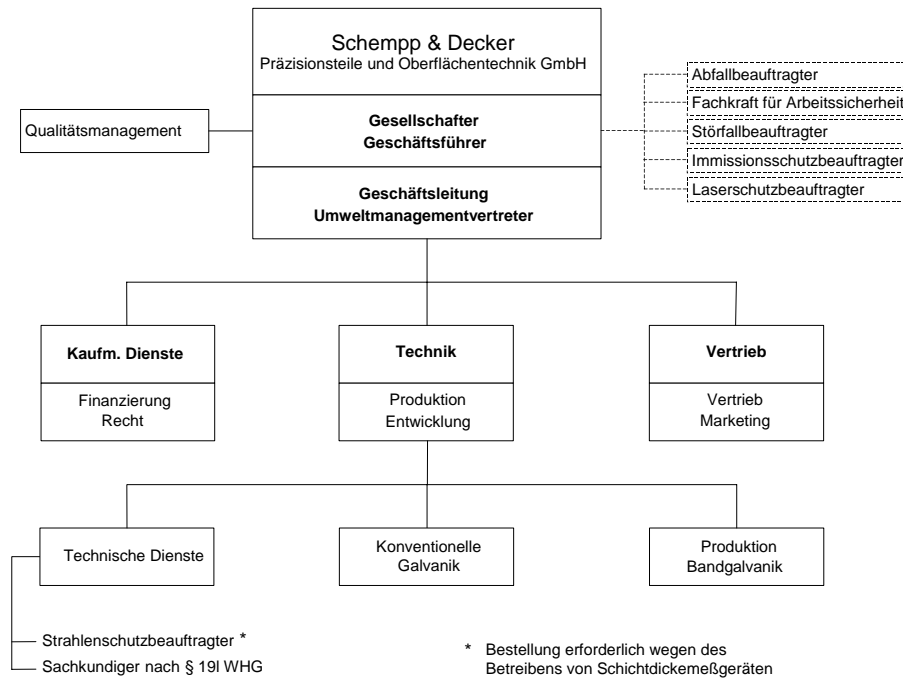 Schempp & Decker
Präzisionsteile und Oberflächentechnik GmbH
Qualitätsmanagement
Gesellschafter
Geschäftsführer
Geschäftsleitung
Umweltmanagementvertreter
Abfallbeauftragter
Fachkraft für Arbeitssicherheit
Störfallbeauftragter
Immissionsschutzbeauftragter
Laserschutzbeauftragter
Kaufm. Dienste
Finanzierung
Recht
Technik
Produktion
Entwicklung
Vertrieb
Vertrieb
Marketing
Technische Dienste
Konventionelle
Galvanik
Produktion
Bandgalvanik
Strahlenschutzbeauftragter *
Sachkundiger nach § 19l WHG
* Bestellung erforderlich wegen des
Betreibens von Schichtdickemeßgeräten